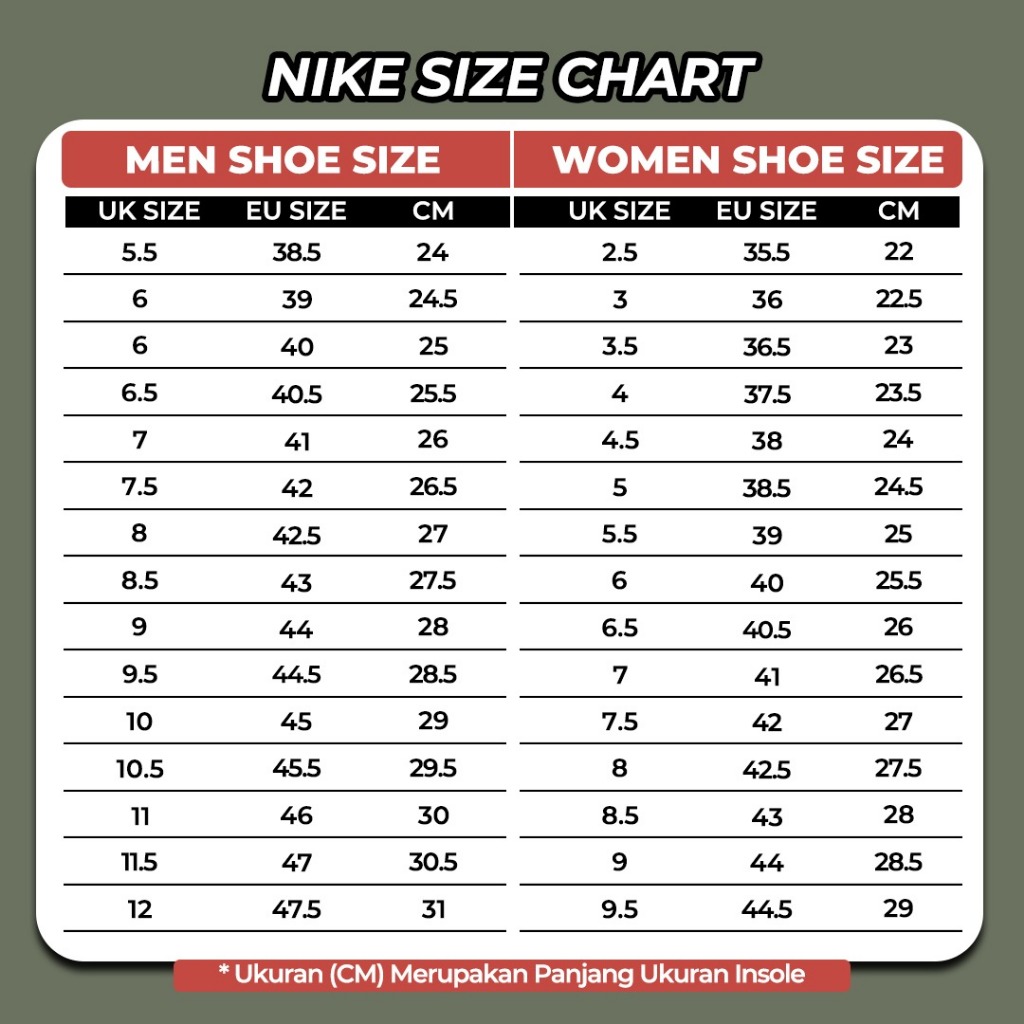 NIKE SIZE CHART
MEN SHOE SIZE WOMEN SHOE SIZE
UK SIZE EU SIZE CM UK SIZE EU SIZE CM
5.5 38.5 24 2.5 35.5 22
6 39 24.5 3 36 22.5
6 40 25 3.5 36.5 23
6.5 40.5 25.5 4 37.5 23.5
7 41 26 4.5 38 24
7.5 42 26.5 5 38.5 24.5
8 42.5 27 5.5 39 25
8.5 43 27.5 6 40 25.5
9 44 28 6.5 40.5 26
9.5 44.5 28.5 7 41 26.5
10 45 29 7.5 42 27
10.5 45.5 29.5 8 42.5 27.5
11 46 30 8.5 43 28
11.5 47 30.5 9 44 28.5
12 47.5 31 9.5 44.5 29
* Ukuran (CM) Merupakan Panjang Ukuran Insole